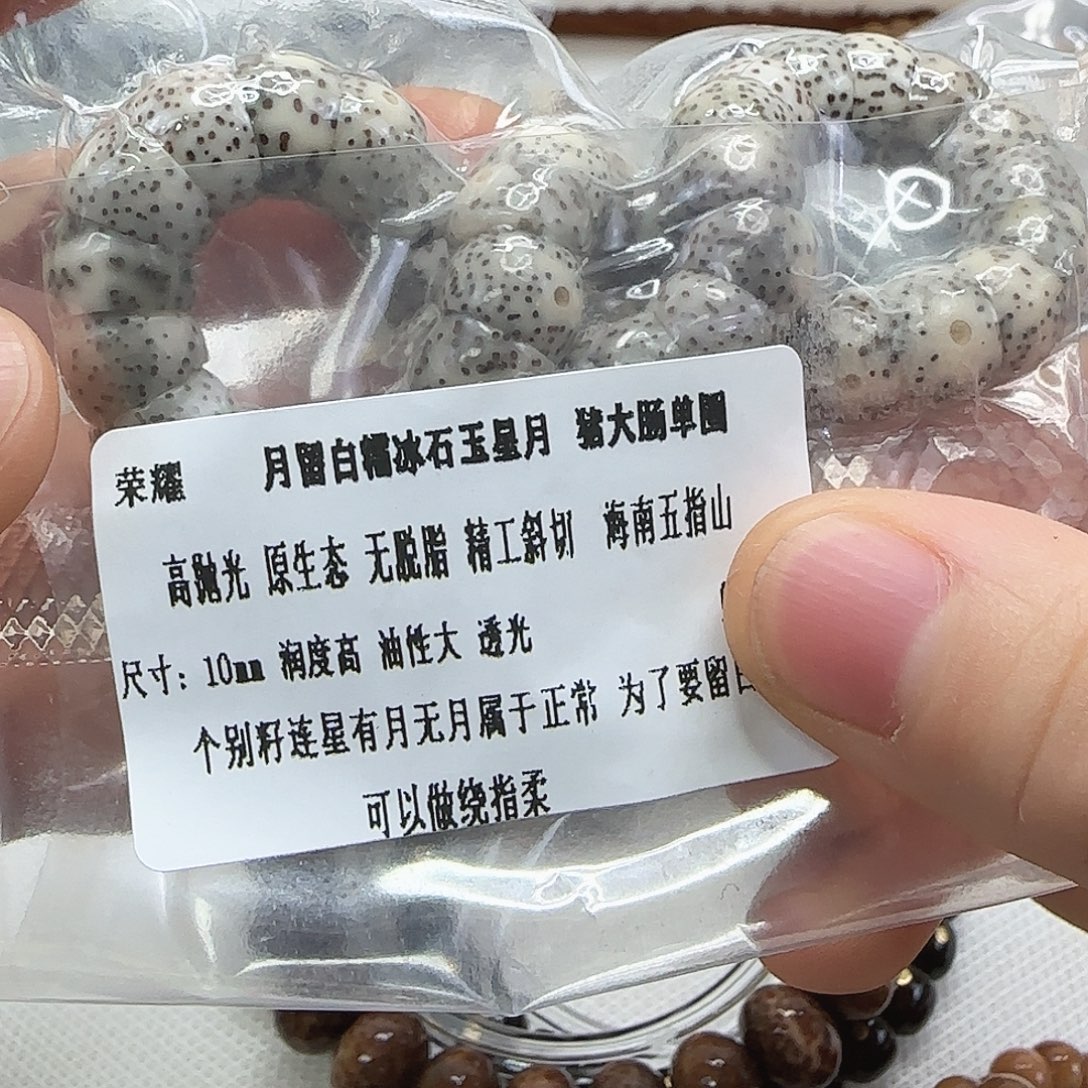 荣耀 月留白糯冰石玉星月 猪大肠单圈
高抛光 原生态 无脱脂 精工斜切 海南五指山
尺寸：10mm 润度高 油性大 透光
个别籽连星有月无月属于正常 为了要留
可以做绕指柔